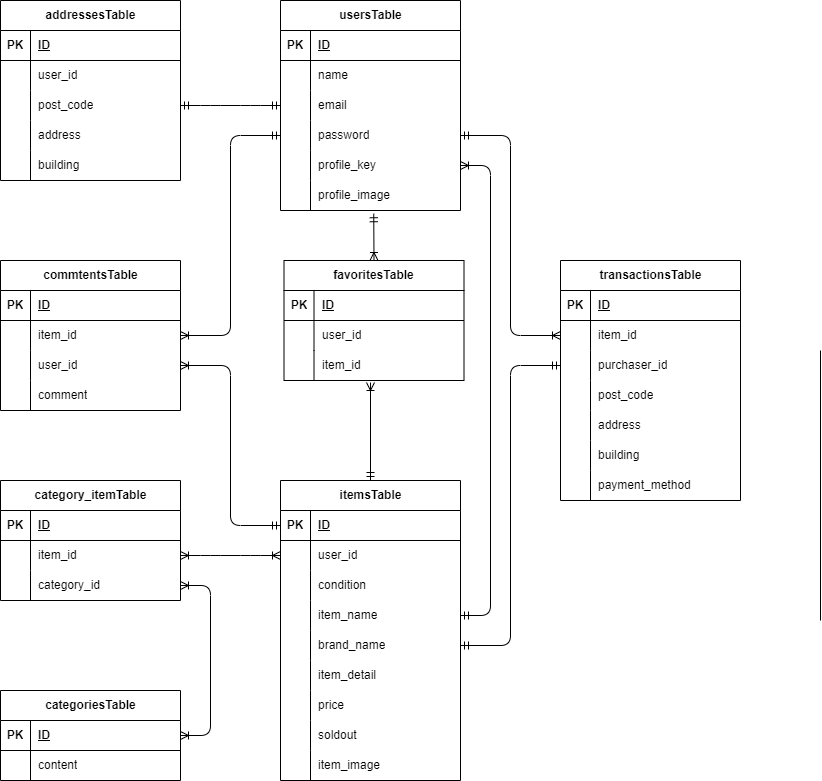 addressesTable
PK ID
user_id
post_code
address
building
usersTable
PK ID
name
email
password
profile_key
profile_image
commtentsTable
PK ID
item_id
user_id
comment
favoritesTable
PK ID
user_id
item_id
transactionsTable
PK ID
item_id
purchaser_id
post_code
address
building
payment_method
category_itemTable
PK ID
item_id
category_id
itemsTable
PK ID
user_id
condition
item_name
brand_name
item_detail
price
soldout
item_image
categoriesTable
PK ID
content